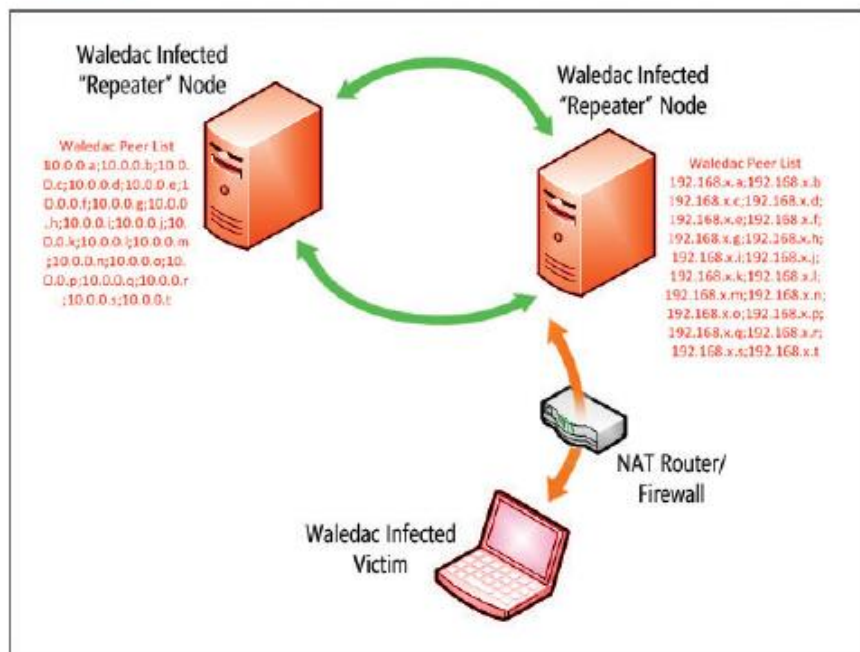 Waledac Infected
"Repeater" Node
Waledac Infected
"Repeater" Node
Waledac Peer List
10.0.0.a;10.0.0.b;10.0.
0.c;10.0.0.d;10.0.0.e;1
0.0.0.f;10.0.0.g;10.0.0
.h;10.0.0.i;10.0.0.j;10.
0.0.k;10.0.0.l;10.0.0.m
;10.0.0.n;10.0.0.o;10.
0.0.p;10.0.0.q;10.0.0.r
;10.0.0.s;10.0.0.t
Waledac Peer List
192.168.x.a;192.168.x.b
192.168.x.c;192.168.x.d;
192.168.x.e;192.168.x.f;
192.168.x.g;192.168.x.h;
192.168.x.i;192.168.x.j;
192.168.x.k;192.168.x.l;
192.168.x.m;192.168.x.n;
192.168.x.o;192.168.x.p;
192.168.x.q;192.168.x.r;
192.168.x.s;192.168.x.t
NAT Router/
Firewall
Waledac Infected
Victim